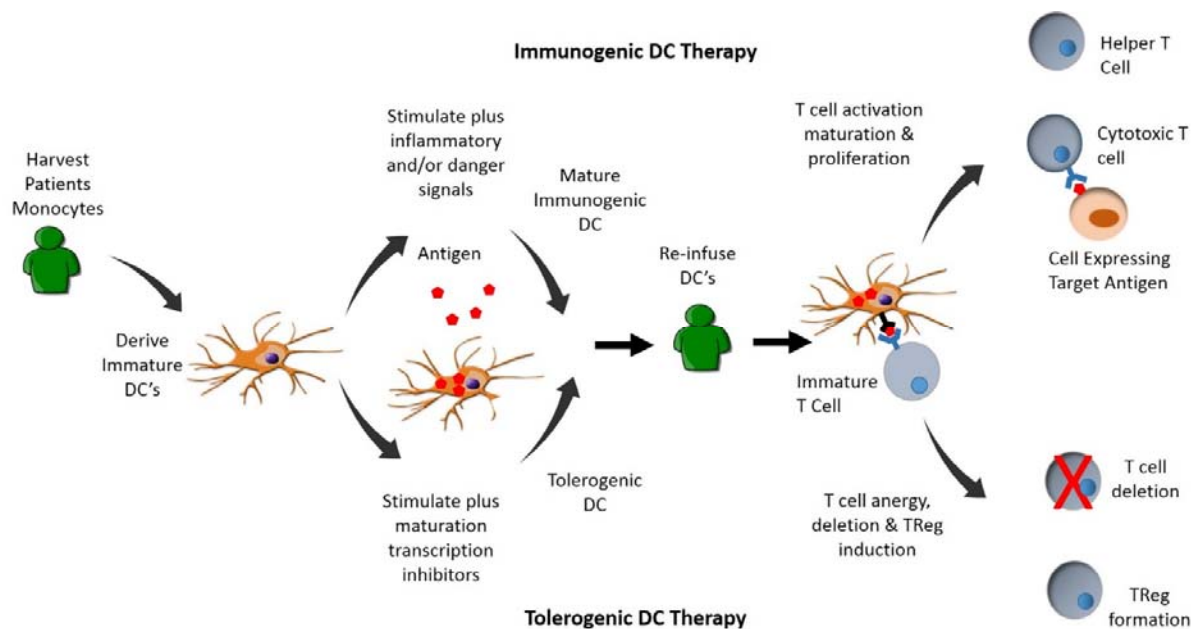 Immunogenic DC Therapy
Harvest
Patients
Monocytes
Derive
Immature
DC's
Stimulate plus
inflammatory
and/or danger
signals
Antigen
Mature
Immunogenic
DC
Stimulate plus
maturation
transcription
inhibitors
Tolerogenic
DC
Re-infuse
DC's
T cell activation
maturation &
proliferation
Immature
T Cell
T cell anergy,
deletion & TReg
induction
Helper T
Cell
Cytotoxic T
cell
Cell Expressing
Target Antigen
T cell
deletion
TReg
formation
Tolerogenic DC Therapy